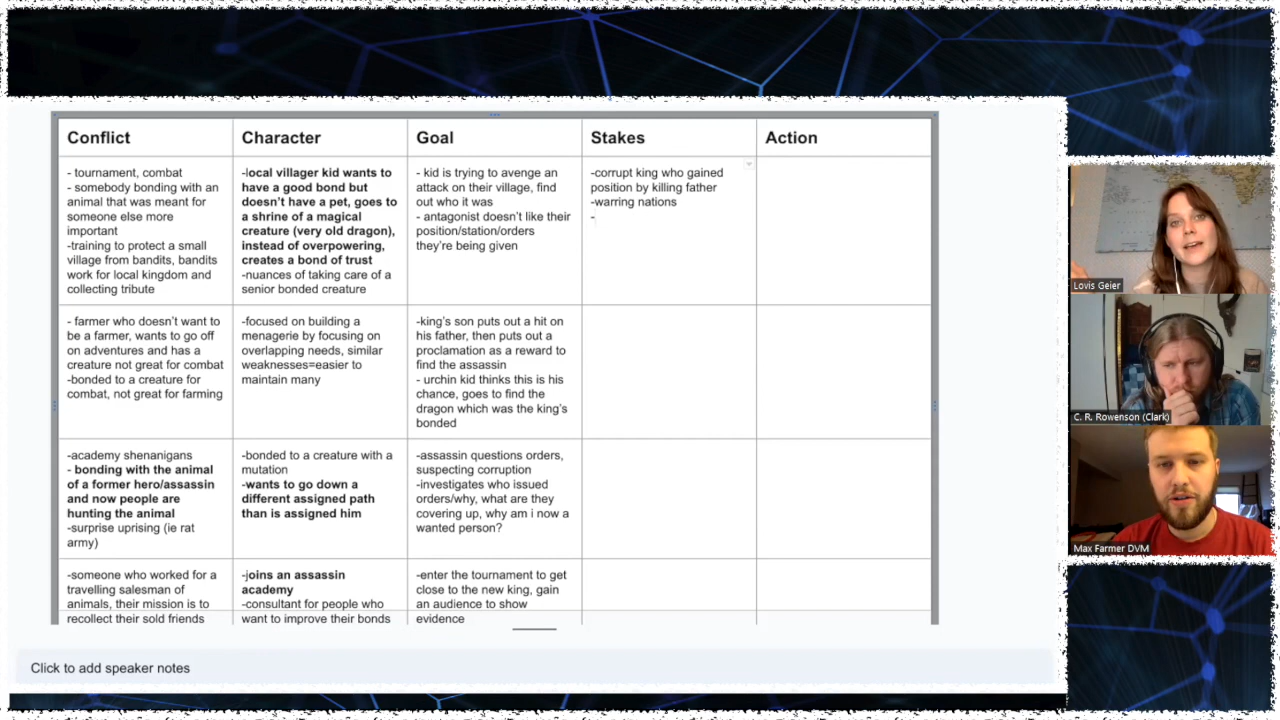 Conflict
Character
Goal
Stakes
Action
- tournament, combat
- somebody bonding with an
animal that was meant for
someone else more
important
-training to protect a small
village from bandits, bandits
work for local kingdom and
collecting tribute
-local villager kid wants to
have a good bond but
doesn't have a pet, goes to
a shrine of a magical
creature (very old dragon),
instead of overpowering,
creates a bond of trust
-nuances of taking care of a
senior bonded creature
- kid is trying to avenge an
attack on their village, find
out who it was
- antagonist doesn't like their
position/station/orders
they're being given
-corrupt king who gained
position by killing father
-warring nations
-
- farmer who doesn't want to
be a farmer, wants to go off
on adventures and has a
creature not great for combat
-bonded to a creature for
combat, not great for farming
-focused on building a
menagerie by focusing on
overlapping needs, similar
weaknesses=easier to
maintain many
-king's son puts out a hit on
his father, then puts out a
proclamation as a reward to
find the assassin
- urchin kid thinks this is his
chance, goes to find the
dragon which was the king's
bonded
-academy shenanigans
- bonding with the animal
of a former hero/assassin
and now people are
hunting the animal
-surprise uprising (ie rat
army)
-bonded to a creature with a
mutation
-wants to go down a
different assigned path
than is assigned him
-assassin questions orders,
suspecting corruption
-investigates who issued
orders/why, what are they
covering up, why am i now a
wanted person?
-someone who worked for a
travelling salesman of
animals, their mission is to
recollect their sold friends
-joins an assassin
academy
-consultant for people who
want to improve their bonds
-enter the tournament to get
close to the new king, gain
an audience to show
evidence
Click to add speaker notes
Lovis Geier
C. R. Rowenson (Clark)
Max Farmer DVM